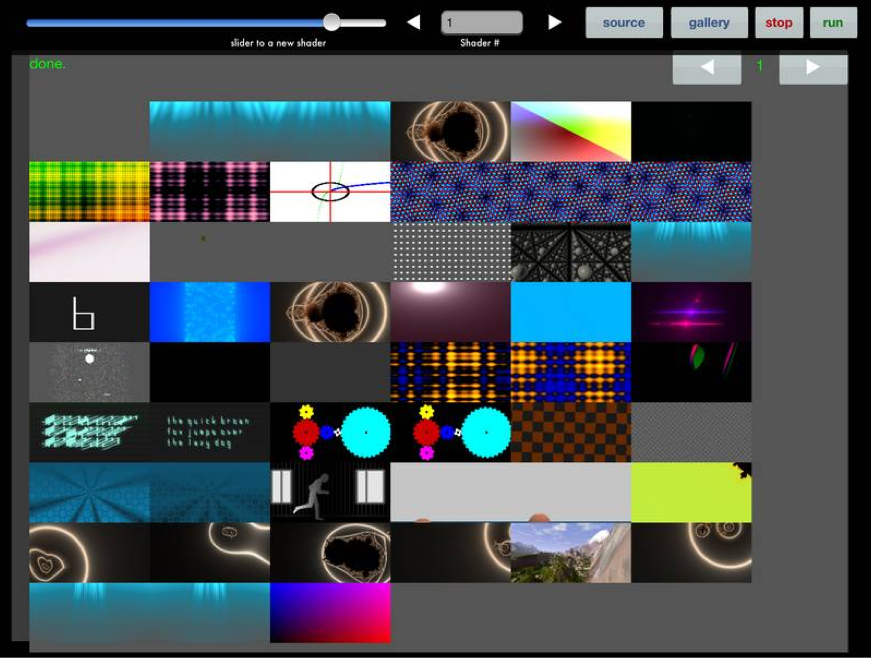 1
source
gallery
stop
run
slider to a new shader
Shader #
done.
1
the quick brown
fox jumps over
the lazy dog